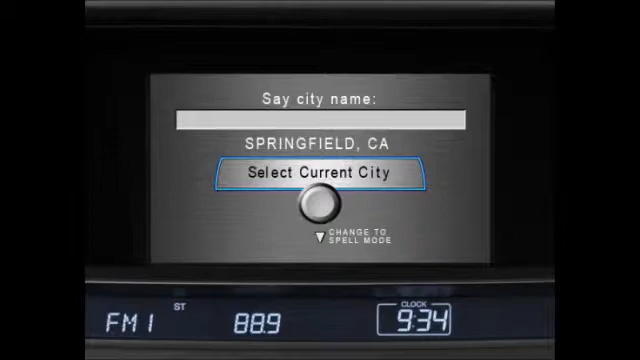 Say city name:
SPRINGFIELD, CA
Select Current City
▼ CHANGE TO
SPELL MODE
FM1 ST 88.9 CLOCK 9:34